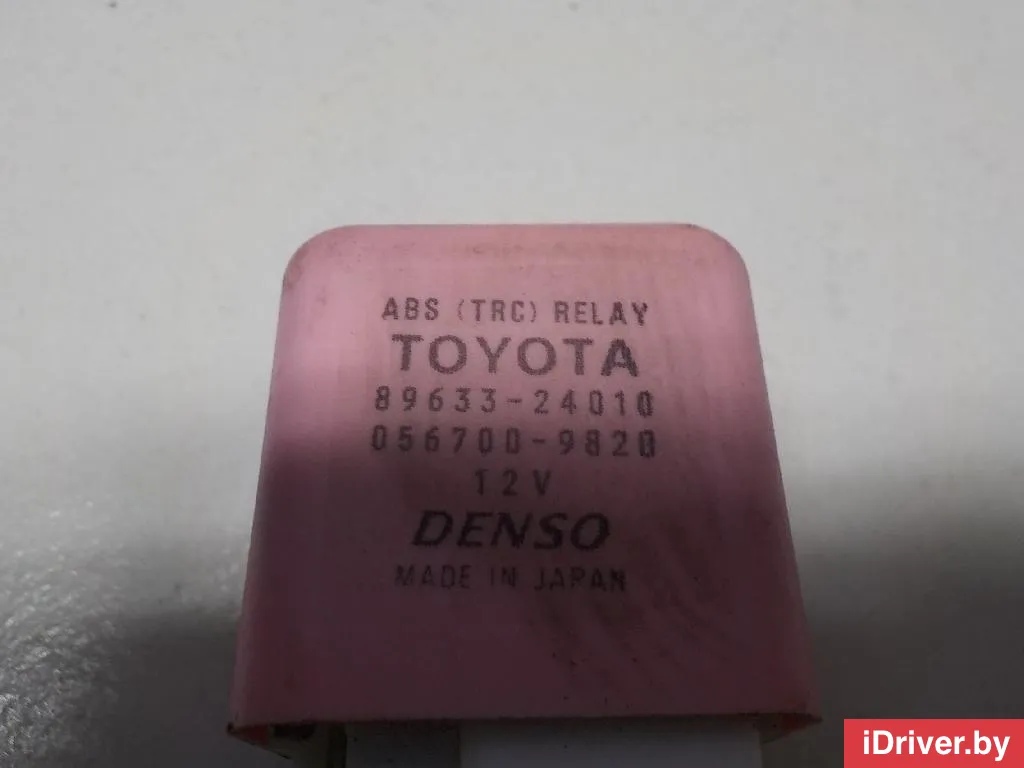 ABS (TRC) RELAY
TOYOTA
89633-24010
056700-9820
12V
DENSO
MADE IN JAPAN
iDriver.by